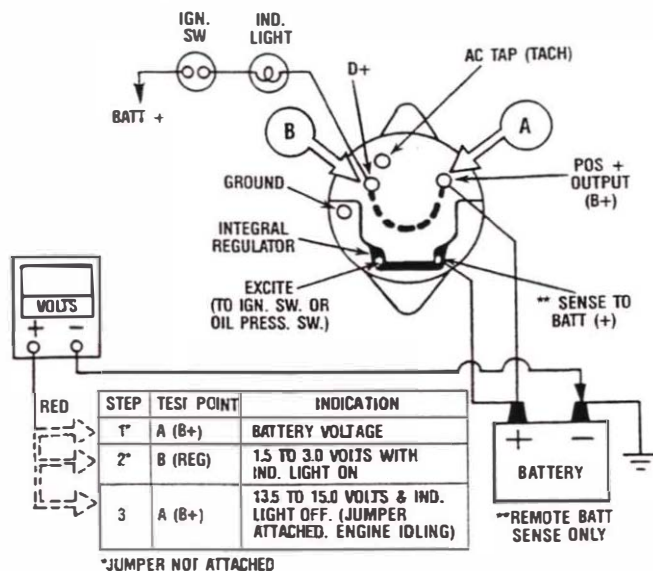 IGN.
SW
IND.
LIGHT
BATT +
D+
AC TAP (TACH)
B
A
GROUND
POS +
OUTPUT
(B+)
INTEGRAL
REGULATOR
EXCITE
(TO IGN. SW. OR
OIL PRESS. SW.)
** SENSE TO
BATT (+)
VOLTS
+ −
RED
STEP TEST POINT INDICATION
1* A (B+) BATTERY VOLTAGE
2* B (REG) 1.5 TO 3.0 VOLTS WITH
IND. LIGHT ON
3 A (B+) 13.5 TO 15.0 VOLTS & IND.
LIGHT OFF. (JUMPER
ATTACHED. ENGINE IDLING)
*JUMPER NOT ATTACHED
+ −
BATTERY
**REMOTE BATT
SENSE ONLY